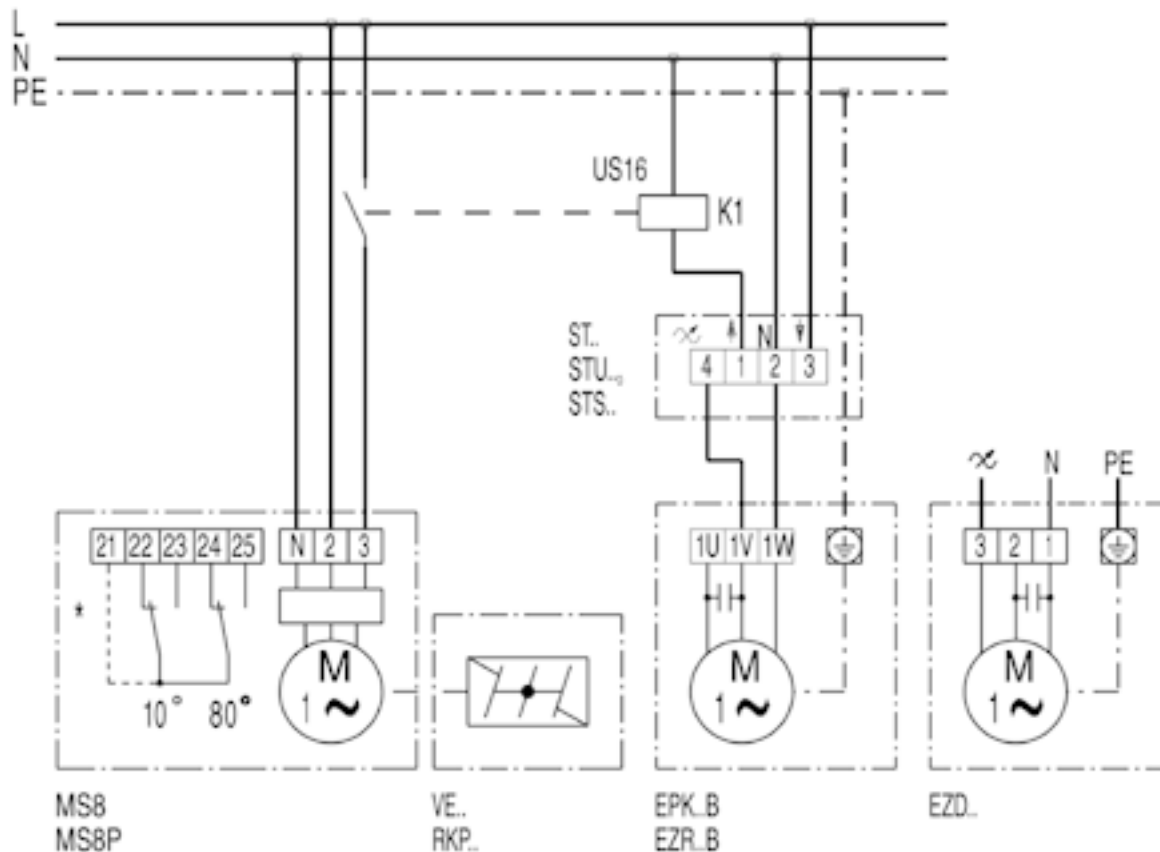 L
N
PE
US16
K1
ST..
STU..
STS..
N
4 1 2 3
N PE
21 22 23 24 25 N 2 3
1U 1V 1W
3 2 1
*
M
1 ~
10° 80°
M
1 ~
M
1 ~
MS8
MS8P
VE..
RKP..
EPK..B
EZR..B
EZD..